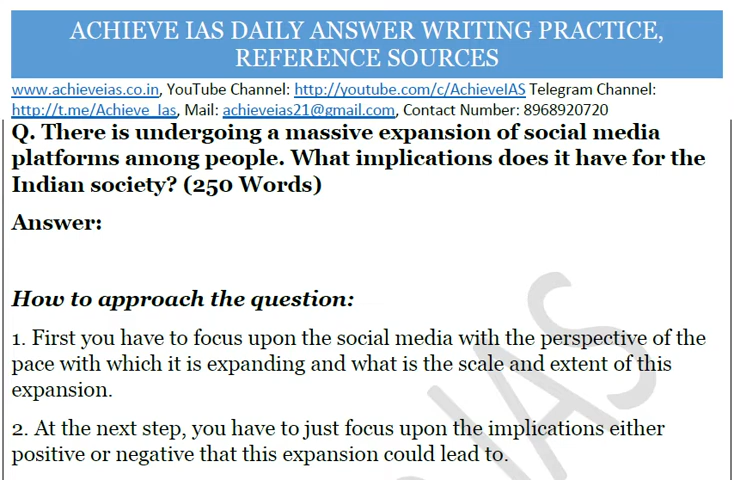 ACHIEVE IAS DAILY ANSWER WRITING PRACTICE,
REFERENCE SOURCES
www.achieveias.co.in, YouTube Channel: http://youtube.com/c/AchieveIAS Telegram Channel:
http://t.me/Achieve_Ias, Mail: achieveias21@gmail.com, Contact Number: 8968920720
Q. There is undergoing a massive expansion of social media
platforms among people. What implications does it have for the
Indian society? (250 Words)
Answer:
How to approach the question:
1. First you have to focus upon the social media with the perspective of the
pace with which it is expanding and what is the scale and extent of this
expansion.
2. At the next step, you have to just focus upon the implications either
positive or negative that this expansion could lead to.
IAS